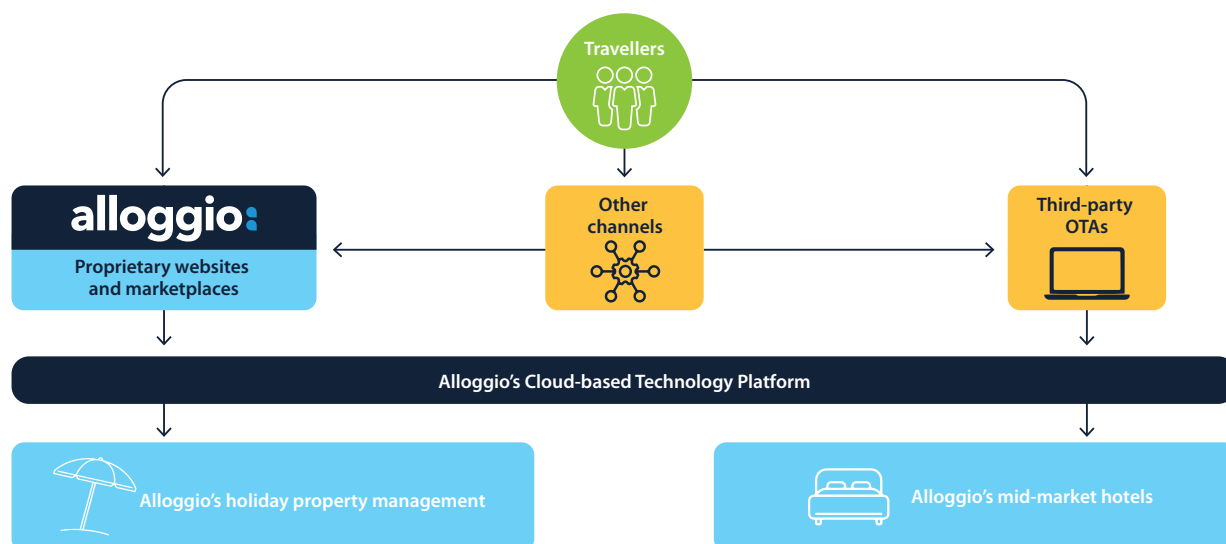 Travellers
alloggio:
Proprietary websites
and marketplaces
Other
channels
Third-party
OTAs
Alloggio’s Cloud-based Technology Platform
Alloggio’s holiday property management
Alloggio’s mid-market hotels